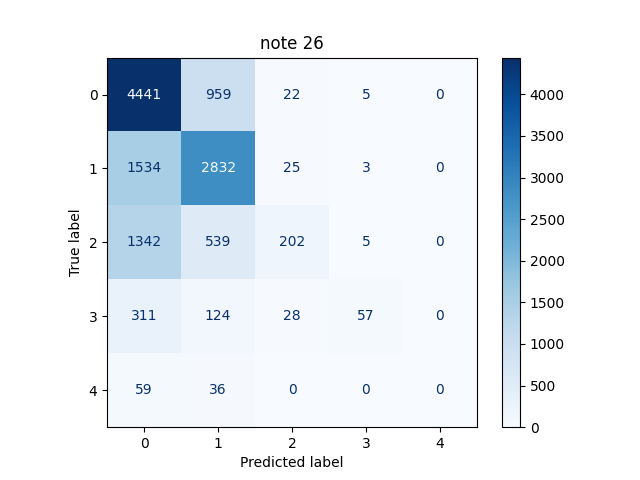 note 26
0 4441 959 22 5 0
1 1534 2832 25 3 0
2 1342 539 202 5 0
3 311 124 28 57 0
4 59 36 0 0 0
0 1 2 3 4
Predicted label
True label
4000
3500
3000
2500
2000
1500
1000
500
0